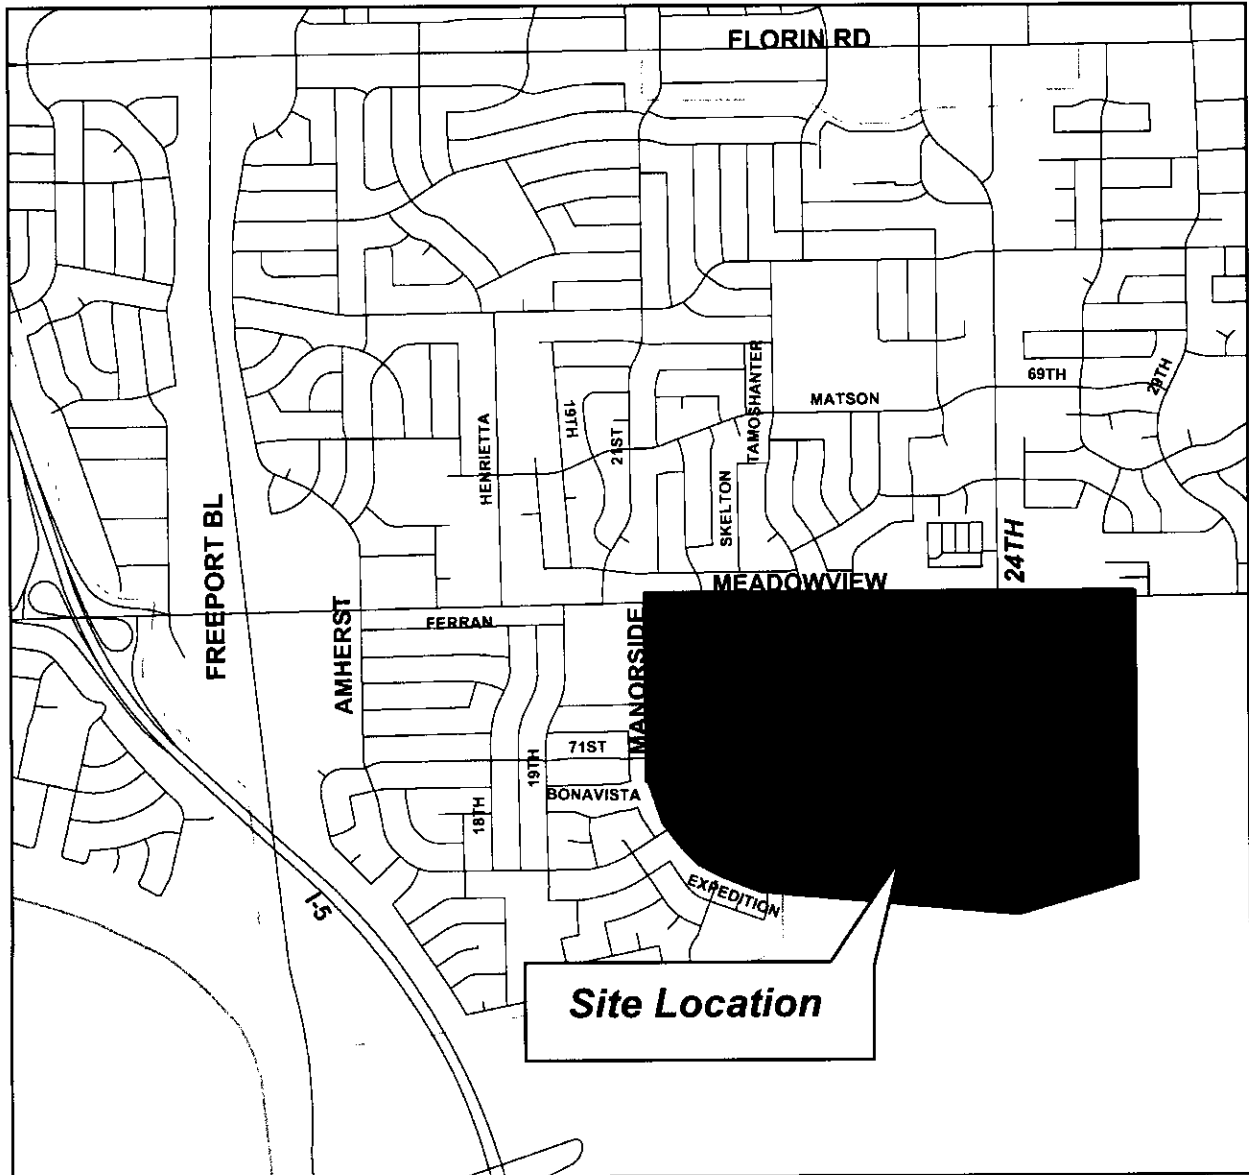 FLORIN RD
69TH
29TH
MATSON
TAMOSHANTER
19TH
21ST
HENRIETTA
SKELTON
24TH
FREEPORT BL
MEADOWVIEW
AMHERST
FERRAN
MANORSIDE
71ST
19TH
BONAVISTA
18TH
EXPEDITION
I-5
Site Location